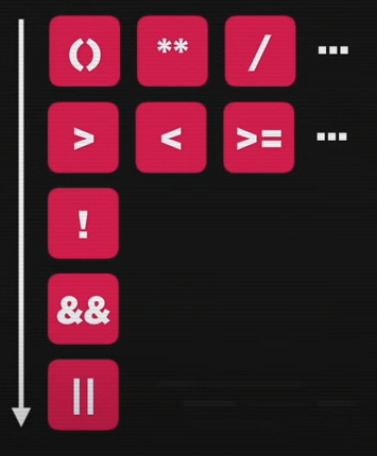 () ** / ...
> < >= ...
!
&&
||